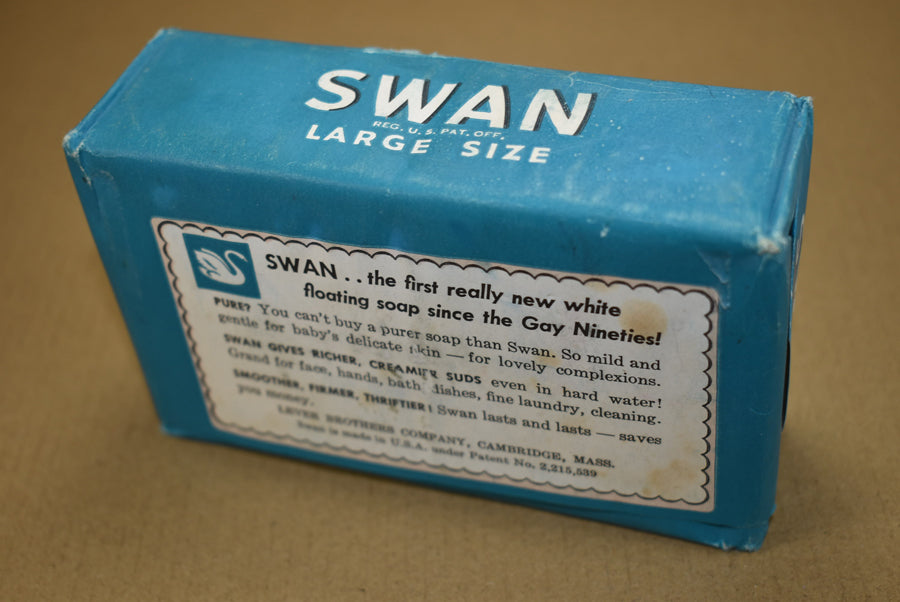 SWAN
REG. U. S. PAT. OFF.
LARGE SIZE
SWAN . . the first really new white
floating soap since the Gay Nineties!
PURE? You can't buy a purer soap than Swan. So mild and
gentle for baby's delicate skin — for lovely complexions.
SWAN GIVES RICHER, CREAMIER SUDS even in hard water!
Grand for face, hands, bath, dishes, fine laundry, cleaning.
SMOOTHER, FIRMER, THRIFTIER! Swan lasts and lasts — saves
you money.
LEVER BROTHERS COMPANY, CAMBRIDGE, MASS.
Swan is made in U.S.A. under Patent No. 2,215,539